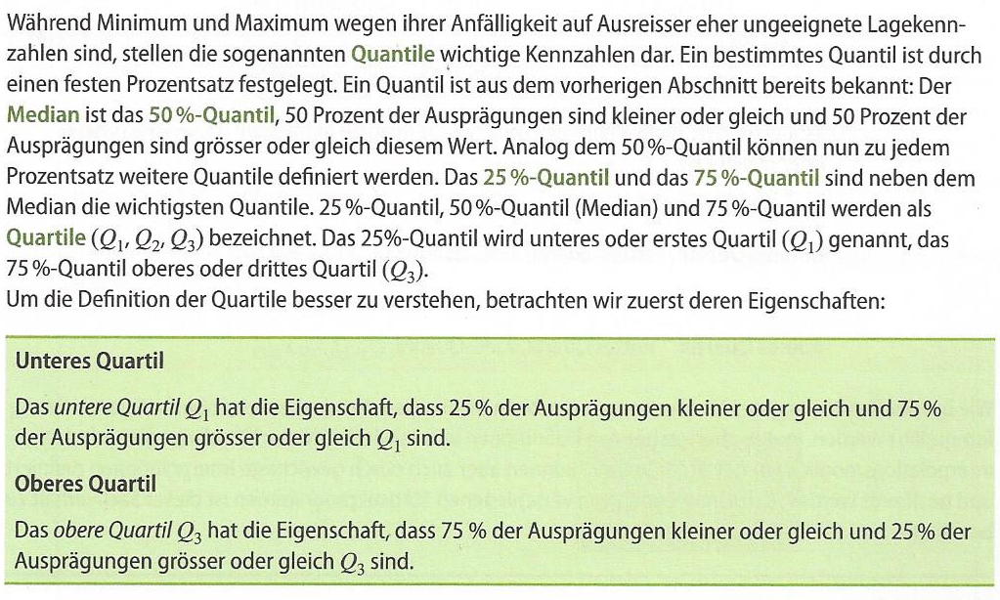 Während Minimum und Maximum wegen ihrer Anfälligkeit auf Ausreisser eher ungeeignete Lagekenn-
zahlen sind, stellen die sogenannten Quantile wichtige Kennzahlen dar. Ein bestimmtes Quantil ist durch
einen festen Prozentsatz festgelegt. Ein Quantil ist aus dem vorherigen Abschnitt bereits bekannt: Der
Median ist das 50 %-Quantil, 50 Prozent der Ausprägungen sind kleiner oder gleich und 50 Prozent der
Ausprägungen sind grösser oder gleich diesem Wert. Analog dem 50 %-Quantil können nun zu jedem
Prozentsatz weitere Quantile definiert werden. Das 25 %-Quantil und das 75 %-Quantil sind neben dem
Median die wichtigsten Quantile. 25 %-Quantil, 50 %-Quantil (Median) und 75 %-Quantil werden als
Quartile (Q₁, Q₂, Q₃) bezeichnet. Das 25%-Quantil wird unteres oder erstes Quartil (Q₁) genannt, das
75 %-Quantil oberes oder drittes Quartil (Q₃).
Um die Definition der Quartile besser zu verstehen, betrachten wir zuerst deren Eigenschaften:
Unteres Quartil
Das untere Quartil Q₁ hat die Eigenschaft, dass 25 % der Ausprägungen kleiner oder gleich und 75 %
der Ausprägungen grösser oder gleich Q₁ sind.
Oberes Quartil
Das obere Quartil Q₃ hat die Eigenschaft, dass 75 % der Ausprägungen kleiner oder gleich und 25 % der
Ausprägungen grösser oder gleich Q₃ sind.